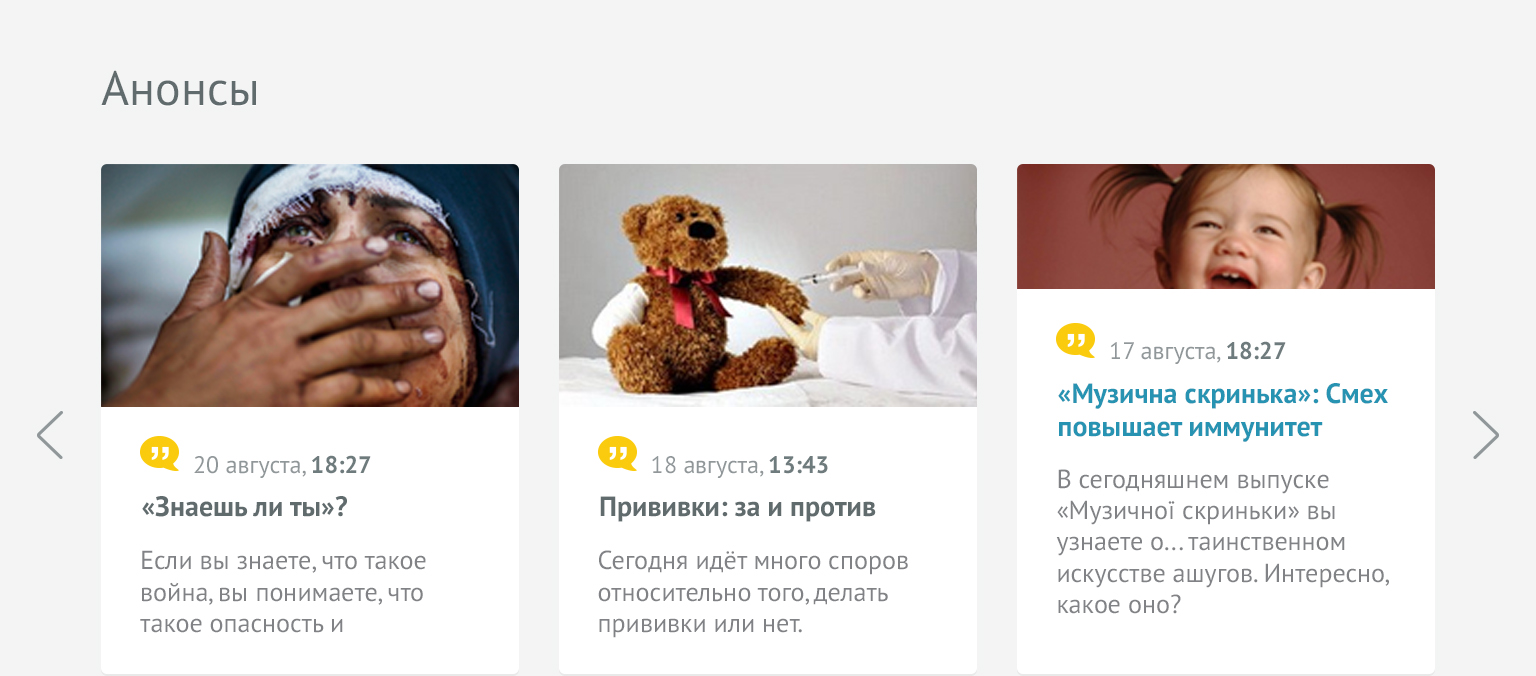 Анонсы
20 августа, 18:27
«Знаешь ли ты»?
Если вы знаете, что такое
война, вы понимаете, что
такое опасность и
18 августа, 13:43
Прививки: за и против
Сегодня идёт много споров
относительно того, делать
прививки или нет.
17 августа, 18:27
«Музична скринька»: Смех
повышает иммунитет
В сегодняшнем выпуске
«Музичної скриньки» вы
узнаете о... таинственном
искусстве ашугов. Интересно,
какое оно?